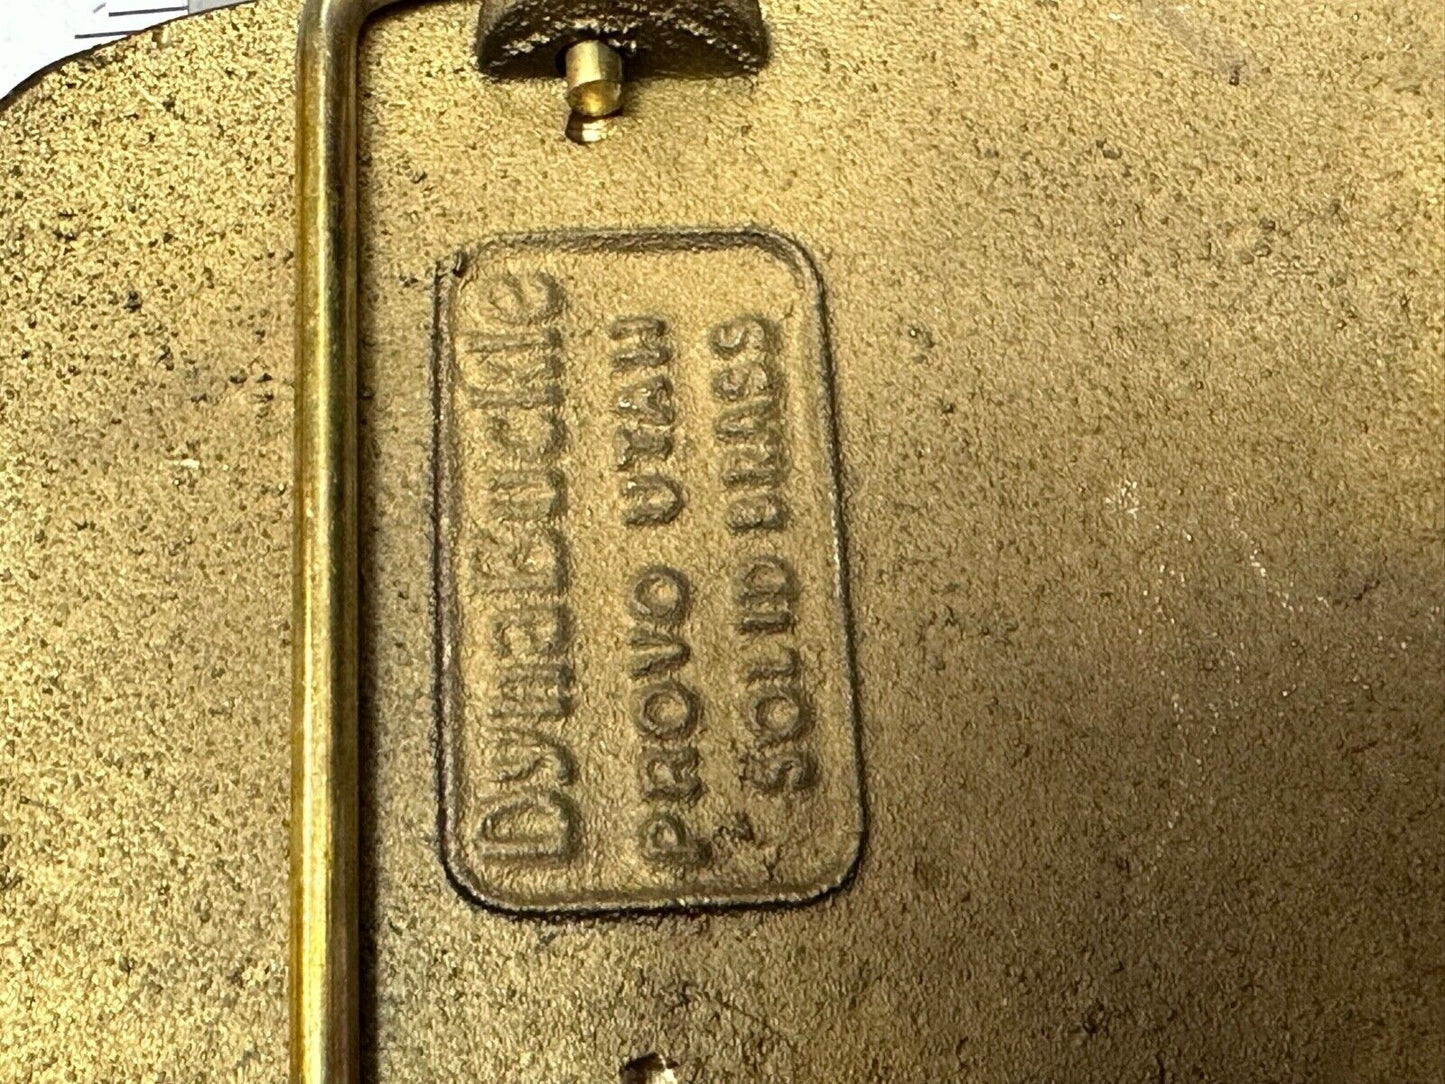 DynaBuckle
PROVO UTAH
SOLID BRASS